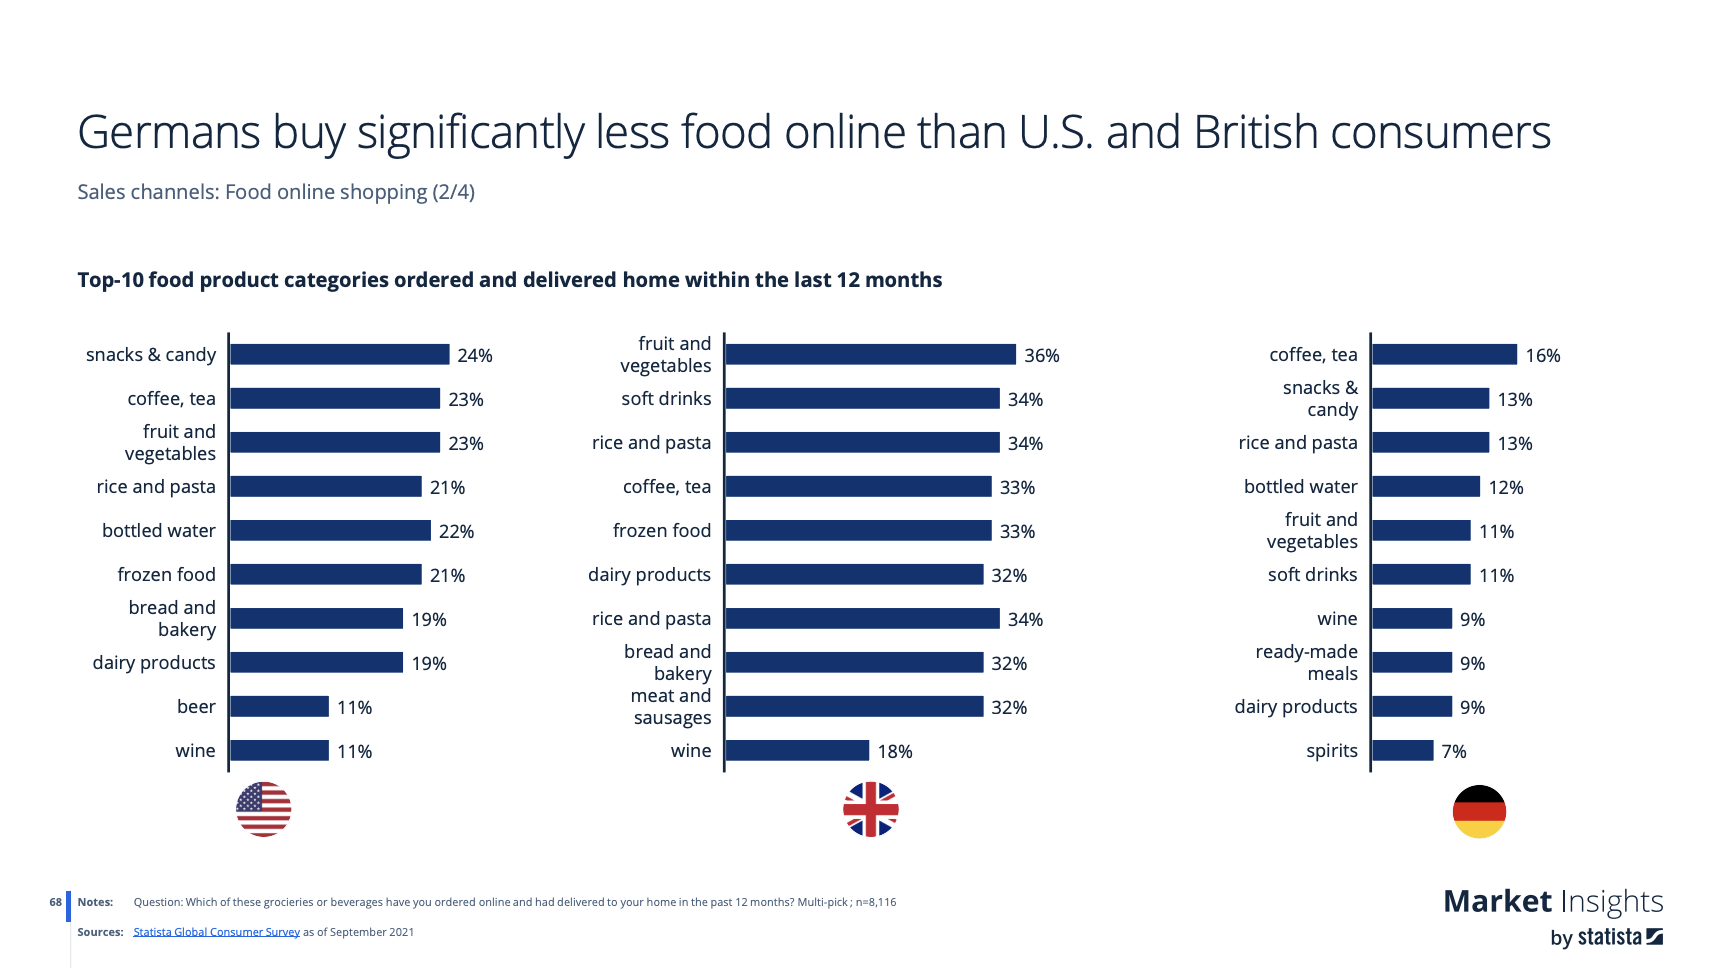 Germans buy significantly less food online than U.S. and British consumers
Sales channels: Food online shopping (2/4)
Top-10 food product categories ordered and delivered home within the last 12 months
snacks & candy 24%
coffee, tea 23%
fruit and
vegetables 23%
rice and pasta 21%
bottled water 22%
frozen food 21%
bread and
bakery 19%
dairy products 19%
beer 11%
wine 11%
fruit and
vegetables 36%
soft drinks 34%
rice and pasta 34%
coffee, tea 33%
frozen food 33%
dairy products 32%
rice and pasta 34%
bread and
bakery 32%
meat and
sausages 32%
wine 18%
coffee, tea 16%
snacks &
candy 13%
rice and pasta 13%
bottled water 12%
fruit and
vegetables 11%
soft drinks 11%
wine 9%
ready-made
meals 9%
dairy products 9%
spirits 7%
68 Notes: Question: Which of these grocieries or beverages have you ordered online and had delivered to your home in the past 12 months? Multi-pick ; n=8,116
Sources: Statista Global Consumer Survey as of September 2021
Market Insights
by statista